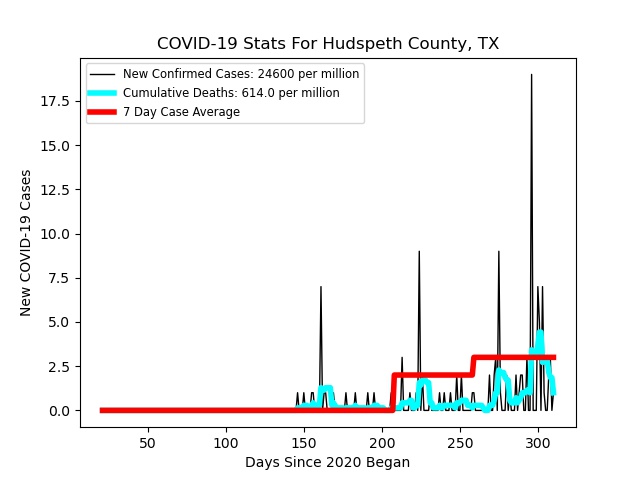 COVID-19 Stats For Hudspeth County, TX
New Confirmed Cases: 24600 per million
Cumulative Deaths: 614.0 per million
7 Day Case Average
New COVID-19 Cases
17.5
15.0
12.5
10.0
7.5
5.0
2.5
0.0
50 100 150 200 250 300
Days Since 2020 Began